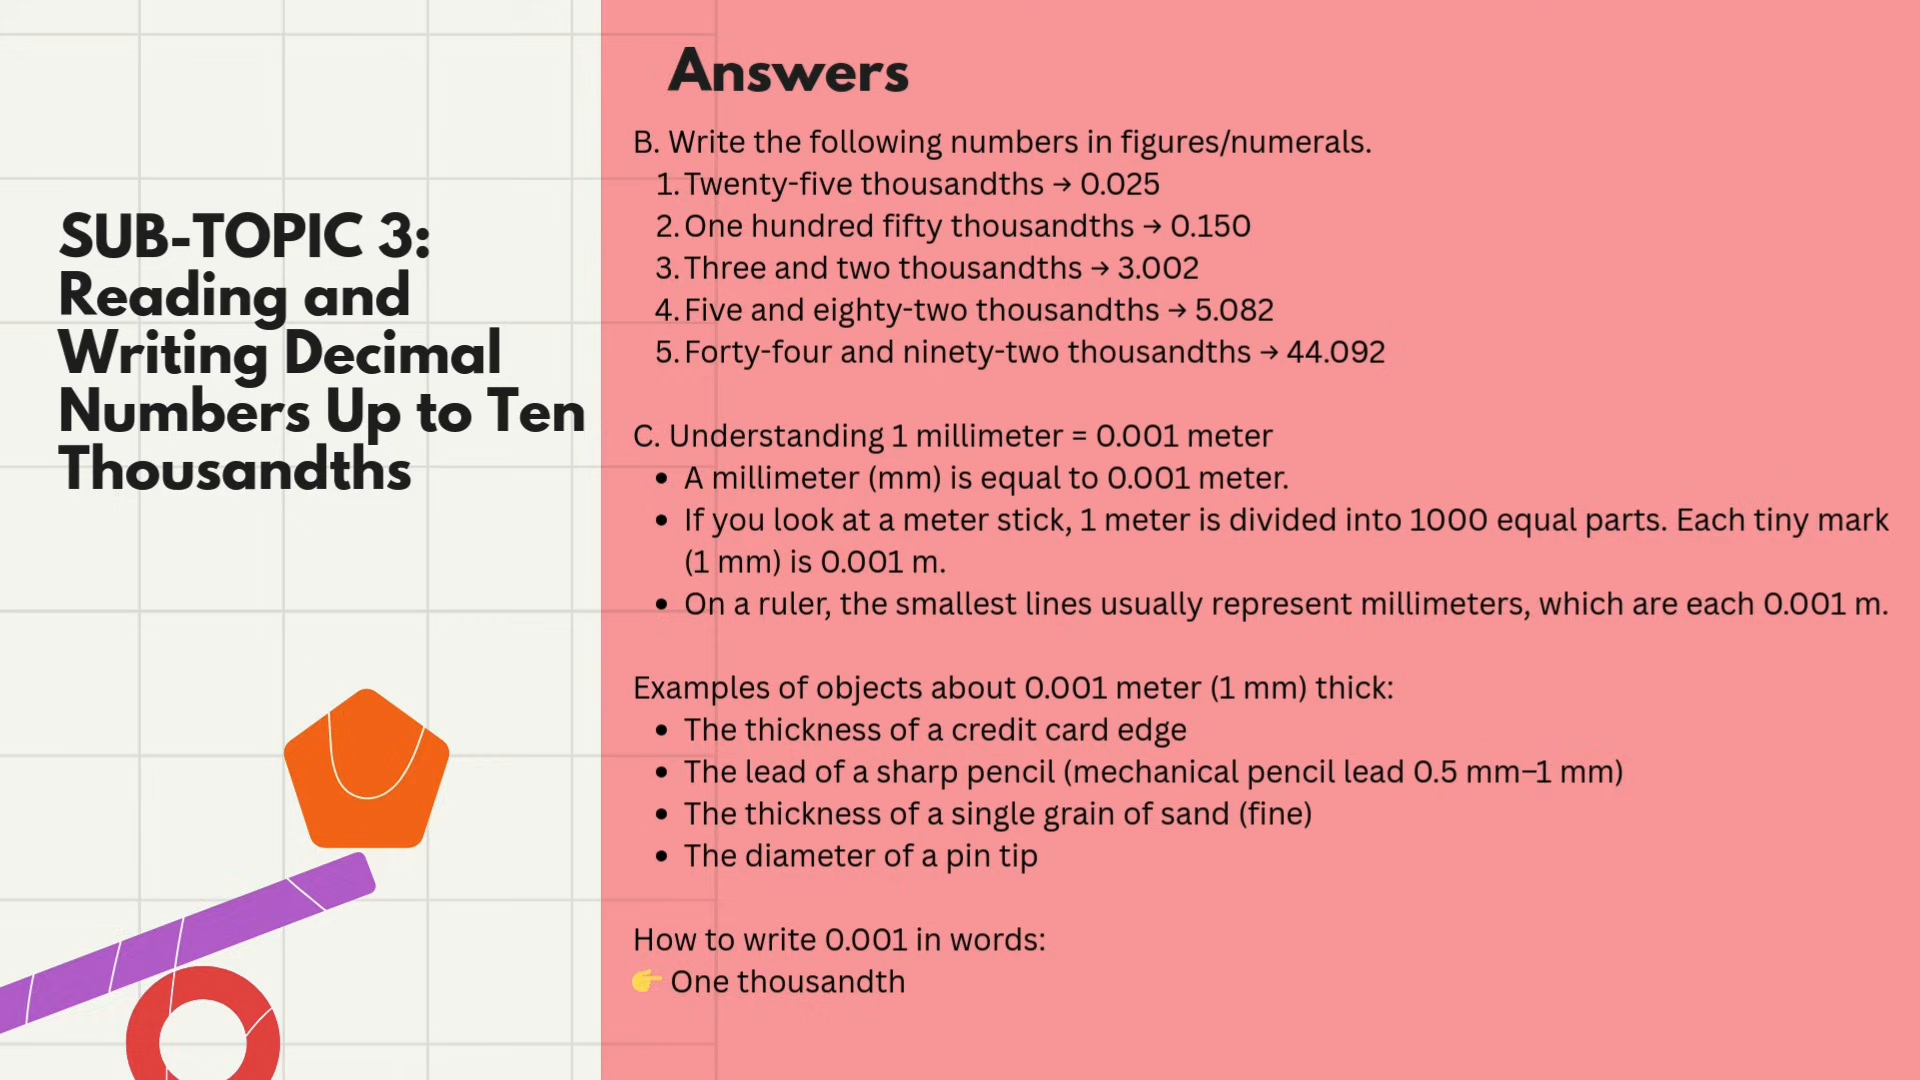 SUB-TOPIC 3:
Reading and
Writing Decimal
Numbers Up to Ten
Thousandths
Answers
B. Write the following numbers in figures/numerals.
1. Twenty-five thousandths → 0.025
2. One hundred fifty thousandths → 0.150
3. Three and two thousandths → 3.002
4. Five and eighty-two thousandths → 5.082
5. Forty-four and ninety-two thousandths → 44.092
C. Understanding 1 millimeter = 0.001 meter
• A millimeter (mm) is equal to 0.001 meter.
• If you look at a meter stick, 1 meter is divided into 1000 equal parts. Each tiny mark
(1 mm) is 0.001 m.
• On a ruler, the smallest lines usually represent millimeters, which are each 0.001 m.
Examples of objects about 0.001 meter (1 mm) thick:
• The thickness of a credit card edge
• The lead of a sharp pencil (mechanical pencil lead 0.5 mm–1 mm)
• The thickness of a single grain of sand (fine)
• The diameter of a pin tip
How to write 0.001 in words:
👉 One thousandth